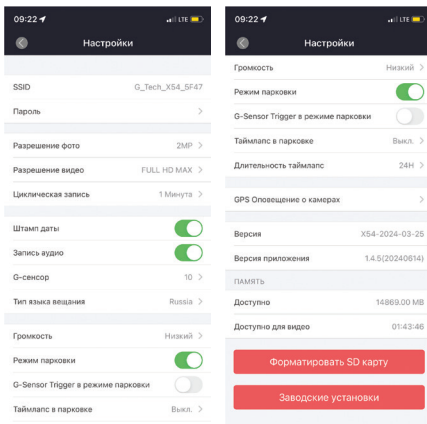 09:22
LTE
Настройки
SSID G_Tech_X54_5F47
Пароль
Разрешение фото 2MP
Разрешение видео FULL HD MAX
Циклическая запись 1 Минута
Штамп даты
Запись аудио
G-сенсор 10
Тип языка вещания Russia
Громкость Низкий
Режим парковки
G-Sensor Trigger в режиме парковки
Таймлапс в парковке Выкл.
09:22
LTE
Настройки
Громкость Низкий
Режим парковки
G-Sensor Trigger в режиме парковки
Таймлапс в парковке Выкл.
Длительность таймлапс 24H
GPS Оповещение о камерах
Версия X54-2024-03-25
Версия приложения 1.4.5(20240614)
ПАМЯТЬ
Доступно 14869.00 MB
Доступно для видео 01:43:46
Форматировать SD карту
Заводские установки